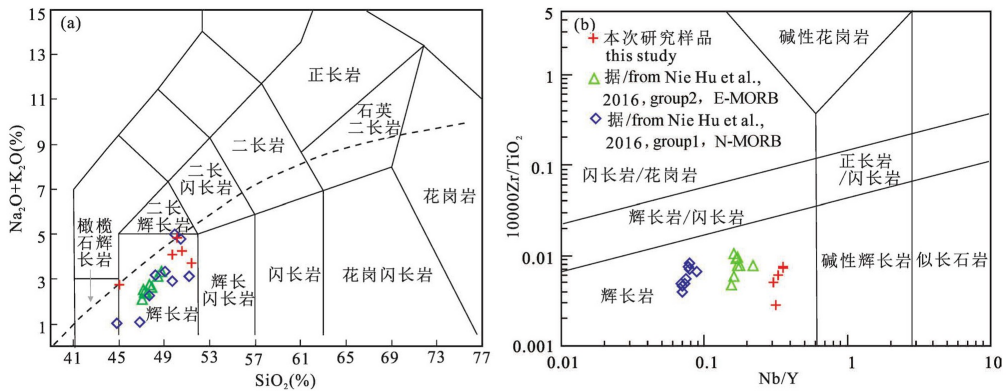 (a)
15
13
11
9
7
5
3
1
Na₂O+K₂O(%)
41
45
49
53
57
61
65
69
73
77
SiO₂(%)
正长岩
石英
二长岩
二长岩
二长
闪长岩
二长
辉长岩
橄榄
石辉
长岩
辉长岩
辉长
闪长岩
闪长岩
花岗闪长岩
花岗岩
(b)
5
1
0.1
0.01
0.001
10000Zr/TiO₂
0.01
0.1
1
10
Nb/Y
本次研究样品
this study
据/from Nie Hu et al.,
2016, group2, E-MORB
据/from Nie Hu et al.,
2016, group1, N-MORB
碱性花岗岩
闪长岩/花岗岩
正长岩
/闪长岩
辉长岩/闪长岩
辉长岩
碱性辉长岩
似长石岩